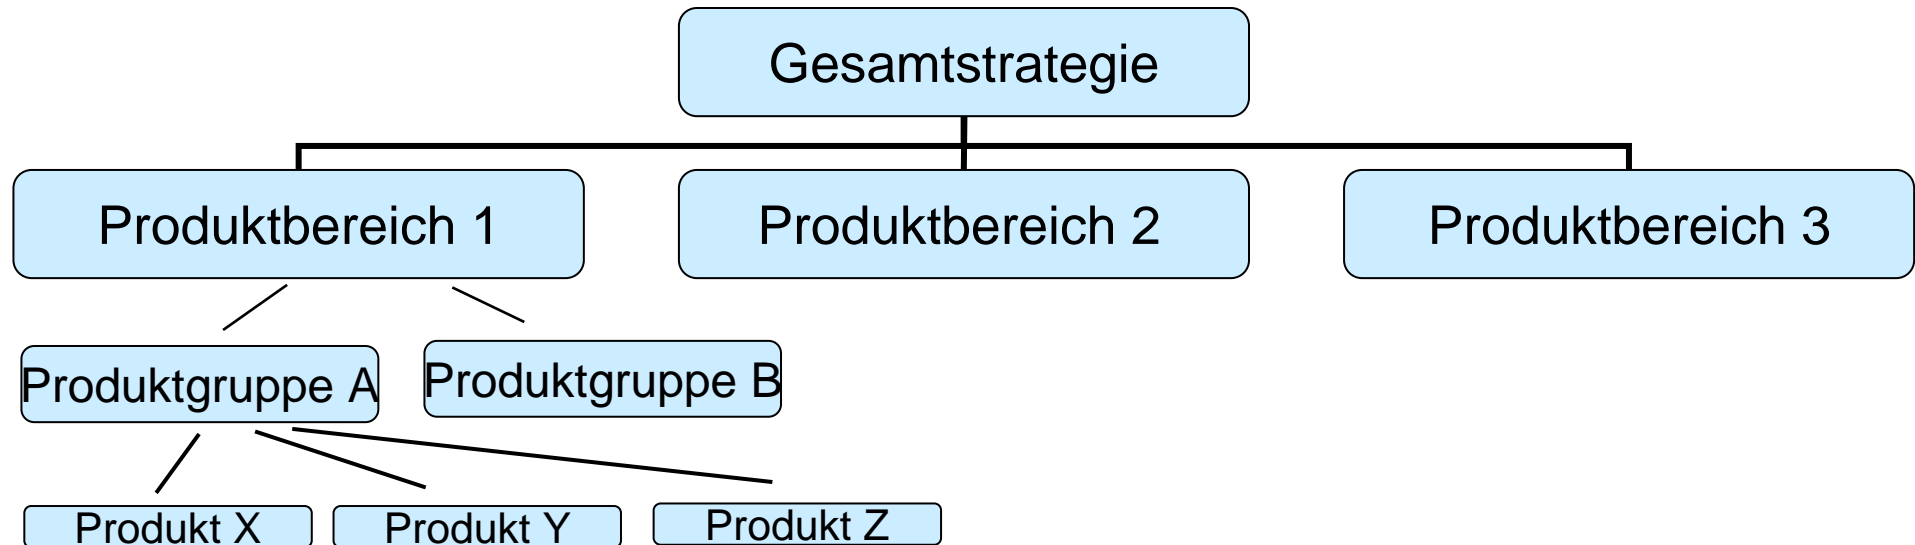 Gesamtstrategie
Produktbereich 1
Produktbereich 2
Produktbereich 3
Produktgruppe A
Produktgruppe B
Produkt X
Produkt Y
Produkt Z